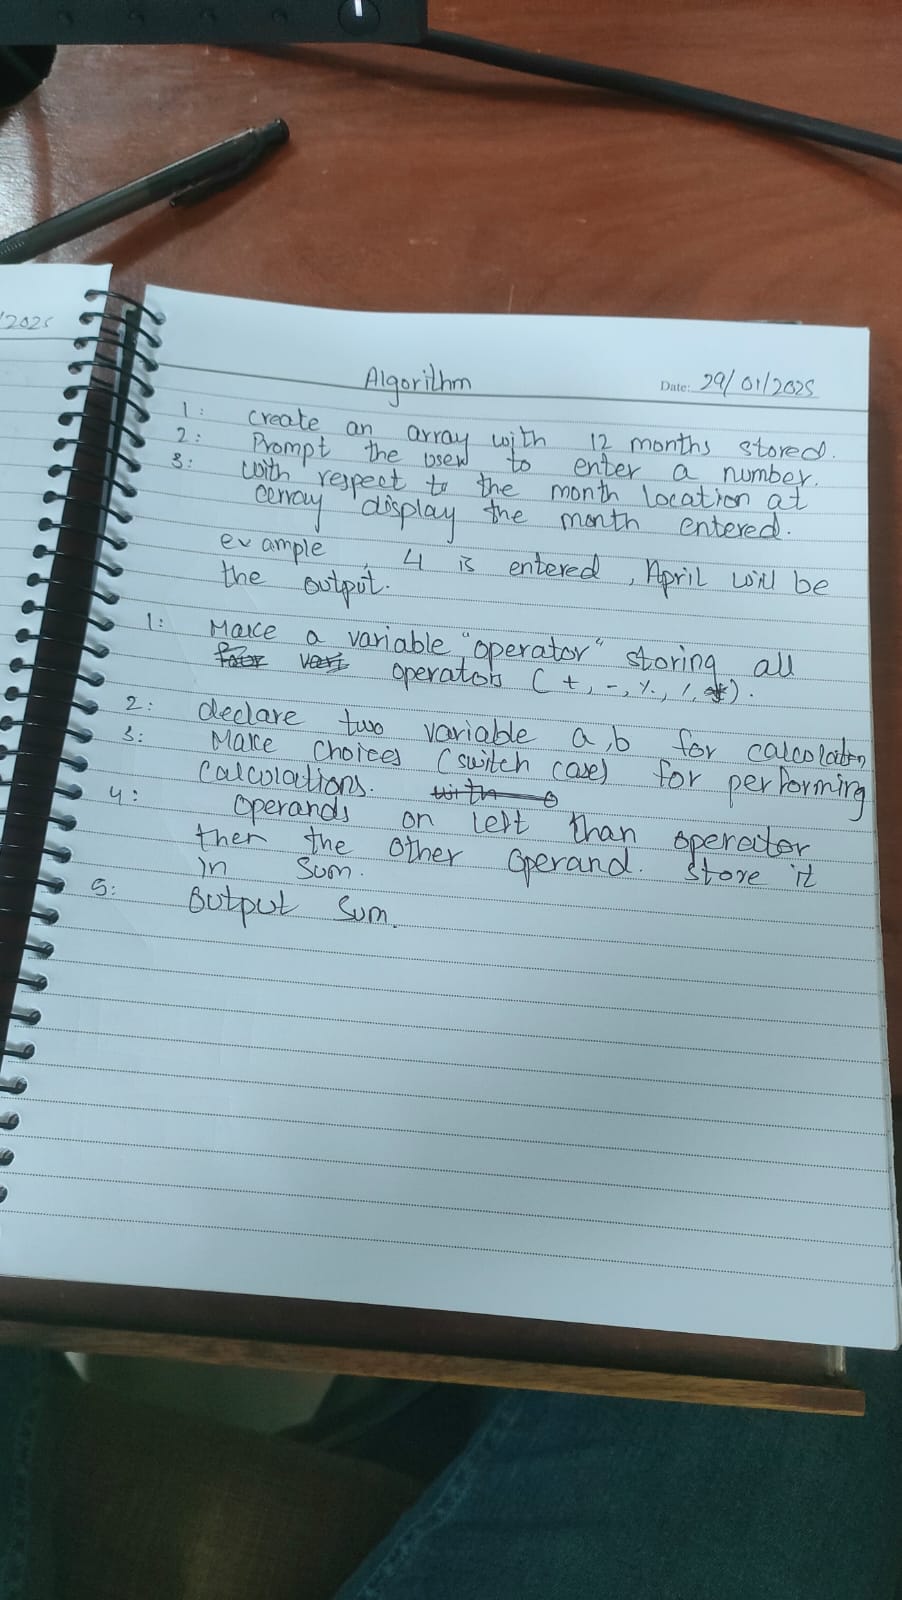 /2025
Algorithm
Date: 29/01/2025
1: create an array with 12 months stored.
2: Prompt the user to enter a number.
3: with respect to the month location at
array display the month entered.
example, 4 is entered, April will be
the output.
1: Make a variable "operator" storing all
operators (+, -, %, /, *).
2: declare two variable a,b for calculation
3: Make choices (switch case) for performing
calculations.
4: operands on left than operator
then the other operand. store it
in sum.
5: Output sum.